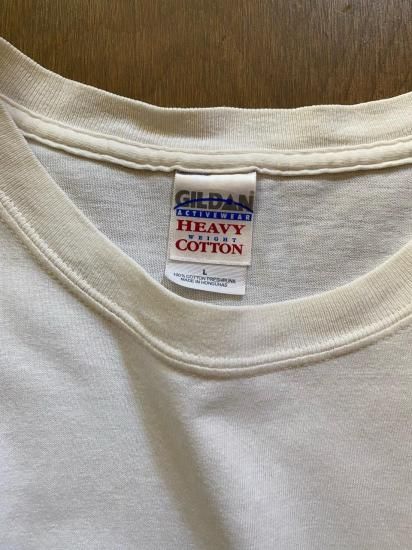 GILDAN
ACTIVEWEAR
HEAVY
WEIGHT
COTTON
L
100% COTTON PRESHRUNK
MADE IN HONDURAS